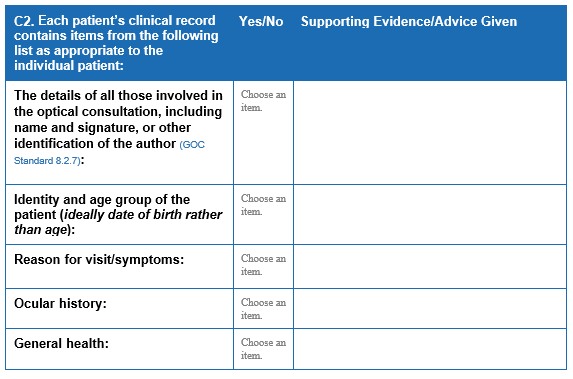 C2. Each patient's clinical record
contains items from the following
list as appropriate to the
individual patient:
Yes/No
Supporting Evidence/Advice Given
The details of all those involved in
the optical consultation, including
name and signature, or other
identification of the author (GOC
Standard 8.2.7):
Choose an
item.
Identity and age group of the
patient (ideally date of birth rather
than age):
Choose an
item.
Reason for visit/symptoms:
Choose an
item.
Ocular history:
Choose an
item.
General health:
Choose an
item.